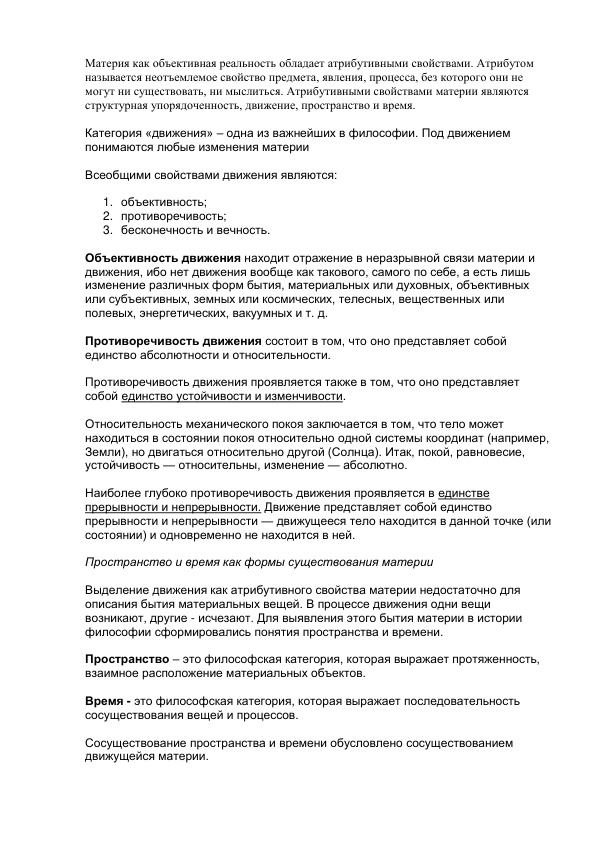 Материя как объективная реальность обладает атрибутивными свойствами. Атрибутом
называется неотъемлемое свойство предмета, явления, процесса, без которого они не
могут ни существовать, ни мыслиться. Атрибутивными свойствами материи являются
структурная упорядоченность, движение, пространство и время.
Категория «движения» – одна из важнейших в философии. Под движением
понимаются любые изменения материи
Всеобщими свойствами движения являются:
1. объективность;
2. противоречивость;
3. бесконечность и вечность.
Объективность движения находит отражение в неразрывной связи материи и
движения, ибо нет движения вообще как такового, самого по себе, а есть лишь
изменение различных форм бытия, материальных или духовных, объективных
или субъективных, земных или космических, телесных, вещественных или
полевых, энергетических, вакуумных и т. д.
Противоречивость движения состоит в том, что оно представляет собой
единство абсолютности и относительности.
Противоречивость движения проявляется также в том, что оно представляет
собой единство устойчивости и изменчивости.
Относительность механического покоя заключается в том, что тело может
находиться в состоянии покоя относительно одной системы координат (например,
Земли), но двигаться относительно другой (Солнца). Итак, покой, равновесие,
устойчивость — относительны, изменение — абсолютно.
Наиболее глубоко противоречивость движения проявляется в единстве
прерывности и непрерывности. Движение представляет собой единство
прерывности и непрерывности — движущееся тело находится в данной точке (или
состоянии) и одновременно не находится в ней.
Пространство и время как формы существования материи
Выделение движения как атрибутивного свойства материи недостаточно для
описания бытия материальных вещей. В процессе движения одни вещи
возникают, другие - исчезают. Для выявления этого бытия материи в истории
философии сформировались понятия пространства и времени.
Пространство – это философская категория, которая выражает протяженность,
взаимное расположение материальных объектов.
Время - это философская категория, которая выражает последовательность
сосуществования вещей и процессов.
Сосуществование пространства и времени обусловлено сосуществованием
движущейся материи.